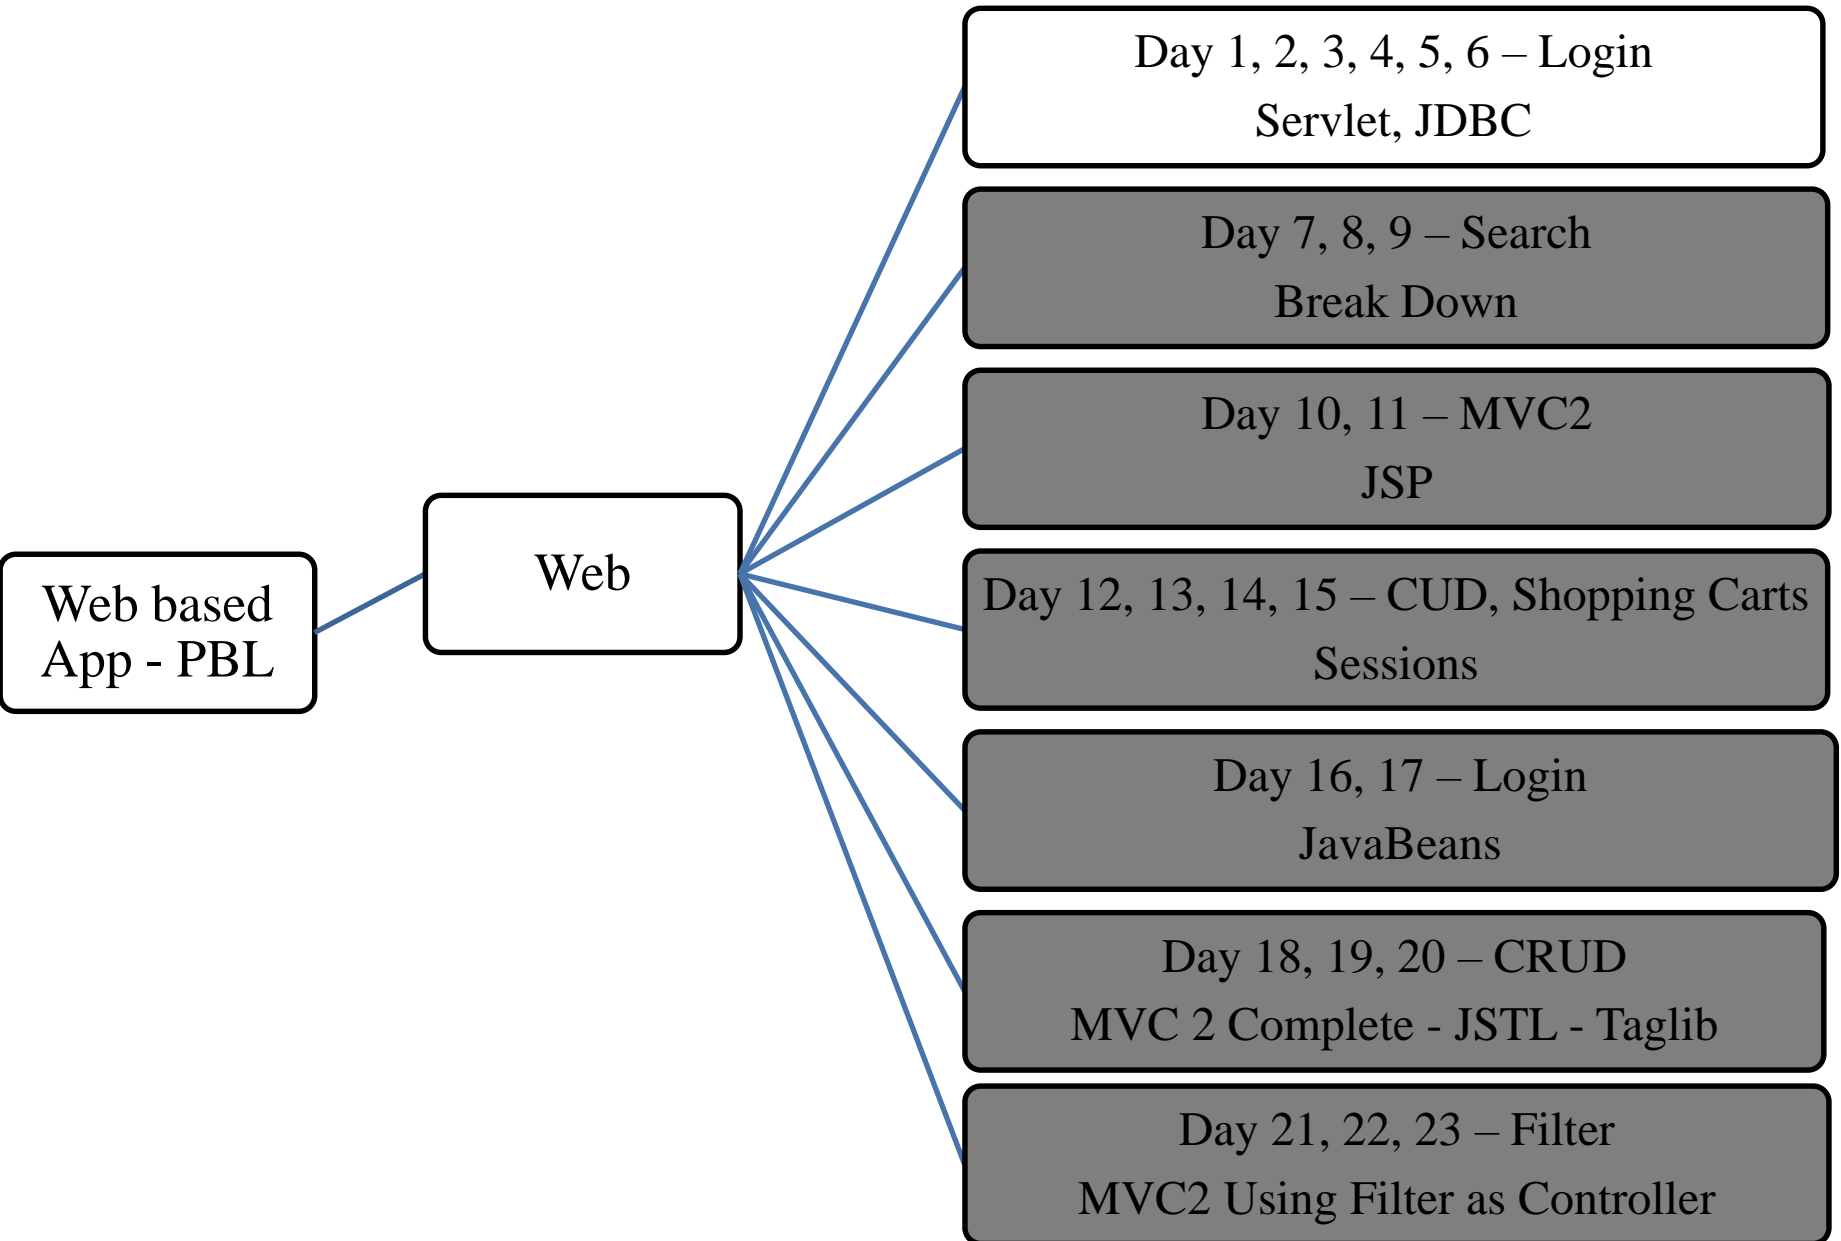 Web based
App - PBL
Web
Day 1, 2, 3, 4, 5, 6 – Login
Servlet, JDBC
Day 7, 8, 9 – Search
Break Down
Day 10, 11 – MVC2
JSP
Day 12, 13, 14, 15 – CUD, Shopping Carts
Sessions
Day 16, 17 – Login
JavaBeans
Day 18, 19, 20 – CRUD
MVC 2 Complete - JSTL - Taglib
Day 21, 22, 23 – Filter
MVC2 Using Filter as Controller